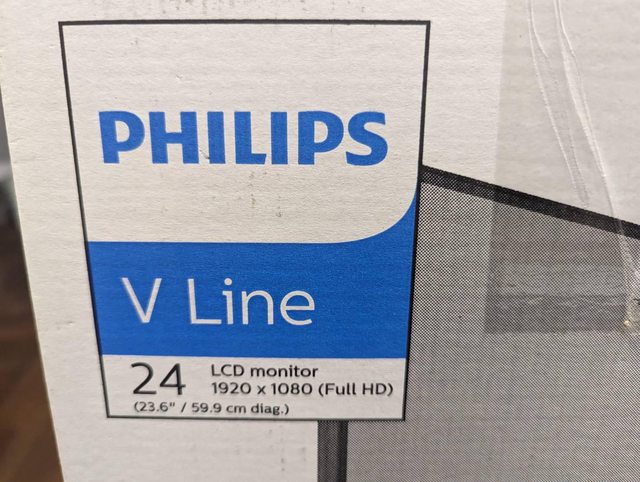 PHILIPS
V Line
24 LCD monitor
1920 x 1080 (Full HD)
(23.6" / 59.9 cm diag.)